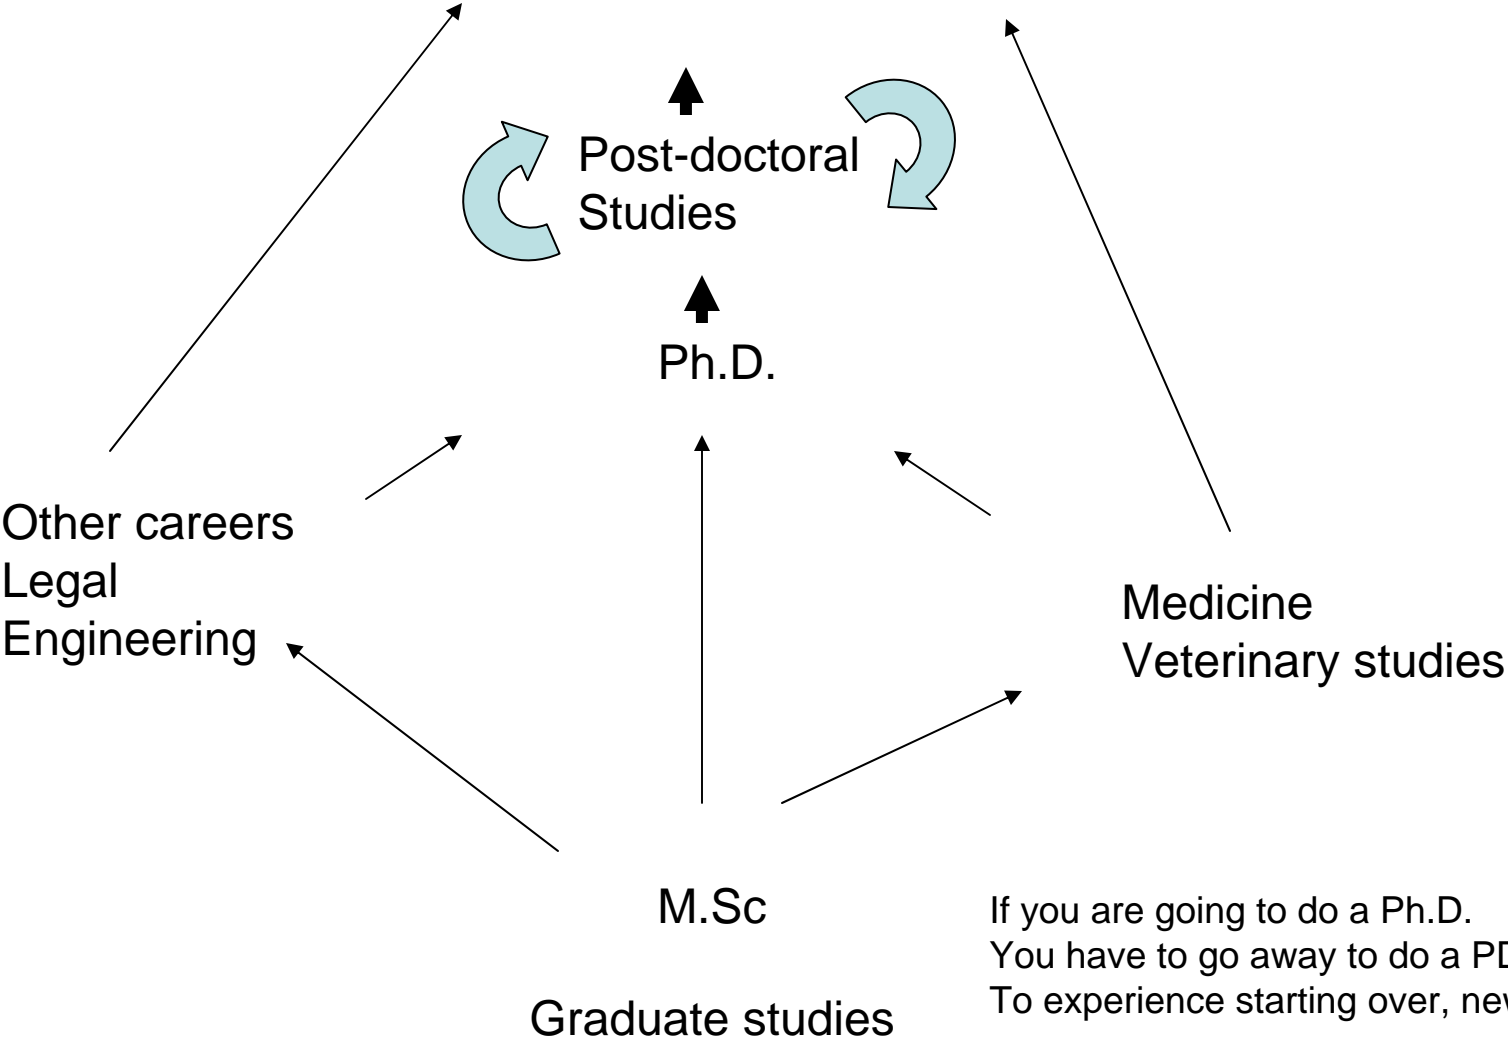 Post-doctoral
Studies
Ph.D.
Other careers
Legal
Engineering
Medicine
Veterinary studies
M.Sc
Graduate studies
If you are going to do a Ph.D.
You have to go away to do a
To experience starting over,